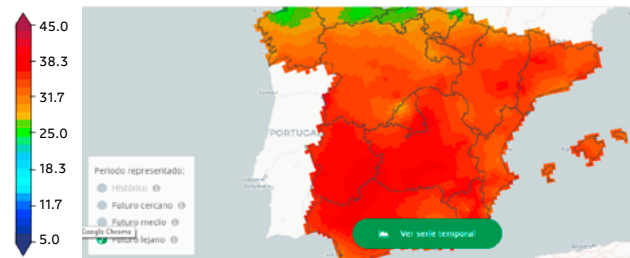 45.0
38.3
31.7
25.0
18.3
11.7
5.0
PORTUGAL
Periodo representado:
Histórico
Futuro cercano
Futuro medio
Google Chrome
Futuro lejano
Ver serie temporal